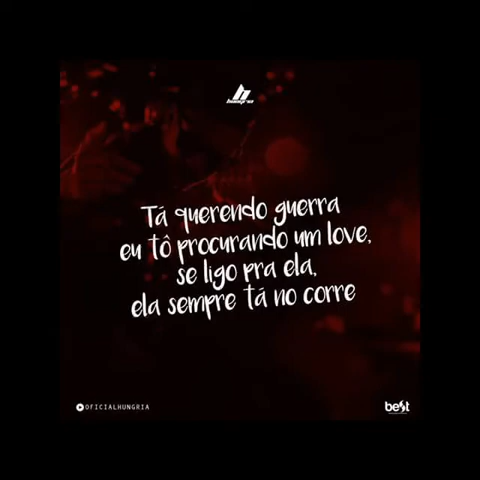 hungria
Tá querendo guerra
eu tô procurando um love,
se ligo pra ela,
ela sempre tá no corre
OFICIALHUNGRIA
best